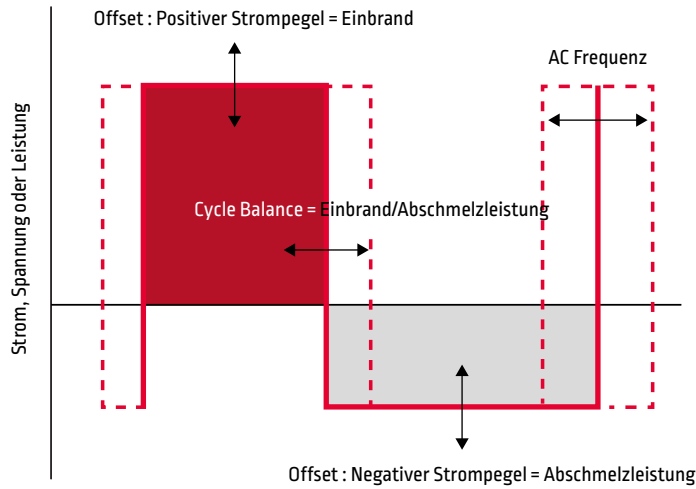 Offset : Positiver Strompegel = Einbrand
AC Frequenz
Strom, Spannung oder Leistung
Cycle Balance = Einbrand/Abschmelzleistung
Offset : Negativer Strompegel = Abschmelzleistung